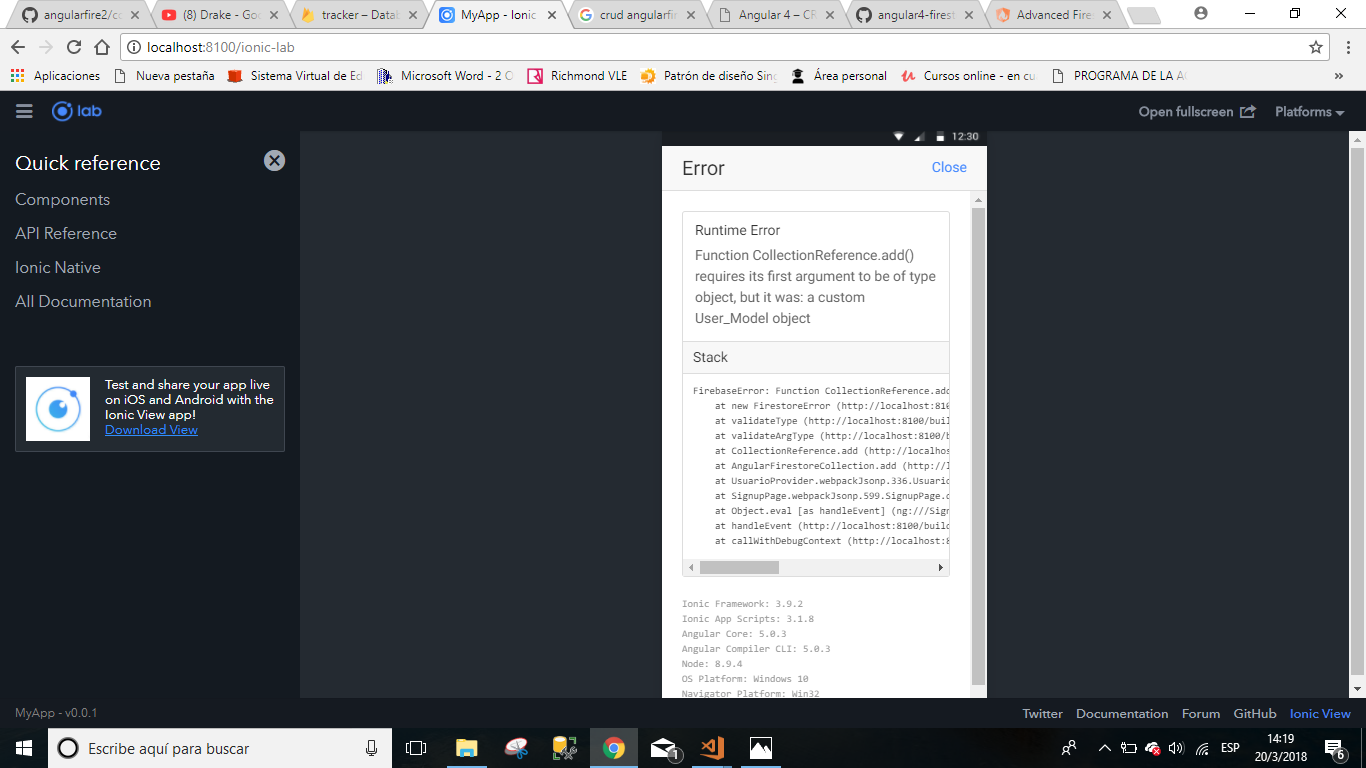 angularfire2/co
(8) Drake - Goo
tracker – Datab
MyApp - Ionic
crud angularfir
Angular 4 – CR
angular4-firest
Advanced Fire
localhost:8100/ionic-lab
Aplicaciones
Nueva pestaña
Sistema Virtual de Ed
Microsoft Word - 2 O
Richmond VLE
Patrón de diseño Sing
Área personal
Cursos online - en cu
PROGRAMA DE LA A
»
lab
Open fullscreen
Platforms
Quick reference
Components
API Reference
Ionic Native
All Documentation
Test and share your app live
on iOS and Android with the
Ionic View app!
Download View
12:30
Error
Close
Runtime Error
Function CollectionReference.add()
requires its first argument to be of type
object, but it was: a custom
User_Model object
Stack
FirebaseError: Function CollectionReference.add
at new FirestoreError (http://localhost:810
at validateType (http://localhost:8100/buil
at validateArgType (http://localhost:8100/b
at CollectionReference.add (http://localhos
at AngularFirestoreCollection.add (http://l
at UsuarioProvider.webpackJsonp.336.Usuario
at SignupPage.webpackJsonp.599.SignupPage.c
at Object.eval [as handleEvent] (ng:///Sign
at handleEvent (http://localhost:8100/build
at callWithDebugContext (http://localhost:8
Ionic Framework: 3.9.2
Ionic App Scripts: 3.1.8
Angular Core: 5.0.3
Angular Compiler CLI: 5.0.3
Node: 8.9.4
OS Platform: Windows 10
Navigator Platform: Win32
MyApp - v0.0.1
Twitter
Documentation
Forum
GitHub
Ionic View
Escribe aquí para buscar
1
ESP
14:19
20/3/2018
6